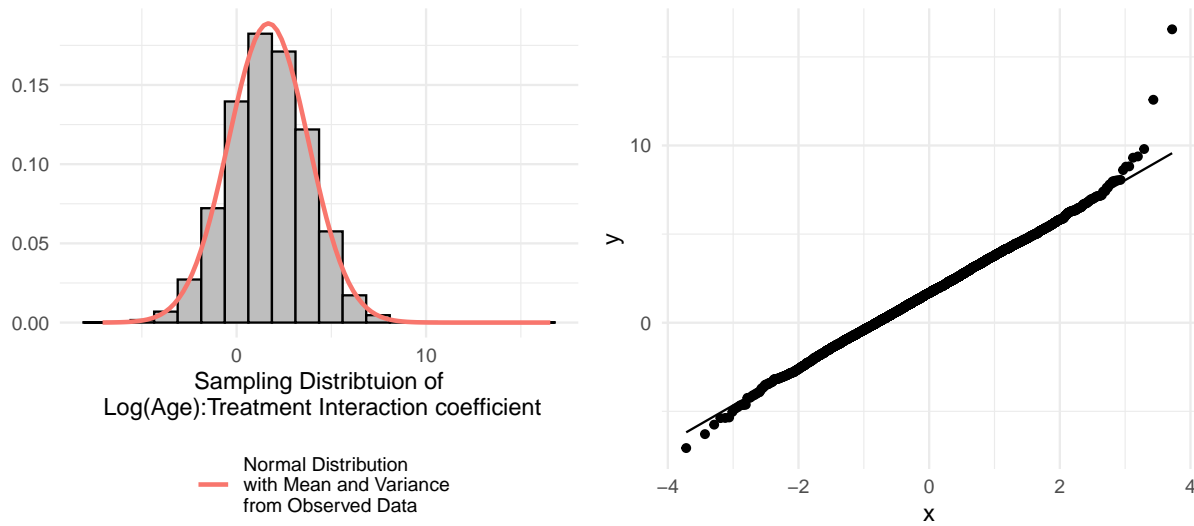 0.15
0.10
0.05
0.00
0
10
Sampling Distribtuion of
Log(Age):Treatment Interaction coefficient
Normal Distribution
with Mean and Variance
from Observed Data
y
10
0
−4
−2
0
2
4
x